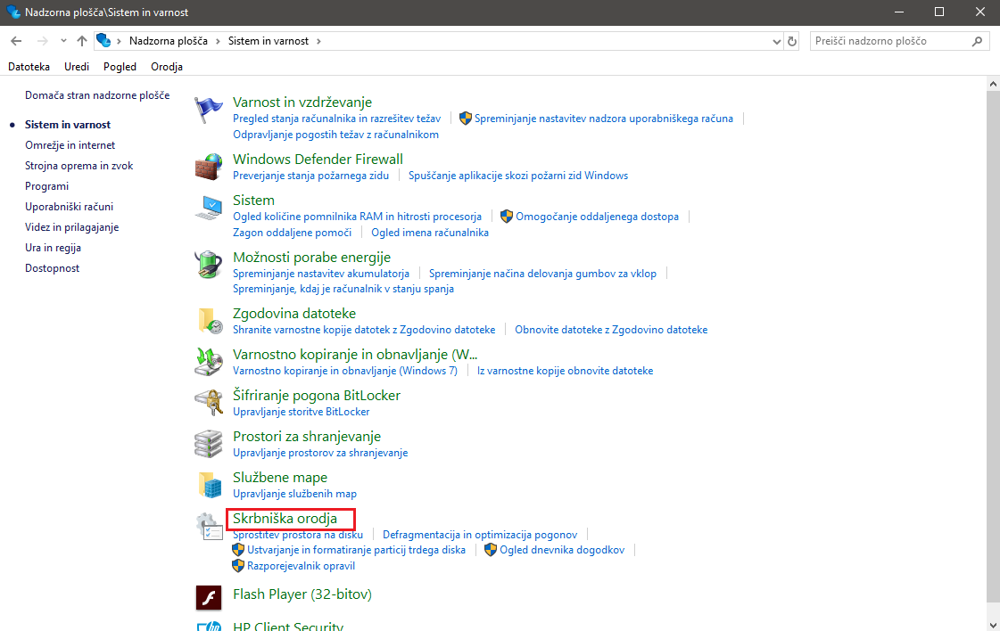 Nadzorna plošča\Sistem in varnost
Nadzorna plošča > Sistem in varnost >
Preišči nadzorno ploščo
Datoteka Uredi Pogled Orodja
Domača stran nadzorne plošče
Sistem in varnost
Omrežje in internet
Strojna oprema in zvok
Programi
Uporabniški računi
Videz in prilagajanje
Ura in regija
Dostopnost
Varnost in vzdrževanje
Pregled stanja računalnika in razrešitev težav | Spreminjanje nastavitev nadzora uporabniškega računa |
Odpravljanje pogostih težav z računalnikom
Windows Defender Firewall
Preverjanje stanja požarnega zidu | Spuščanje aplikacije skozi požarni zid Windows
Sistem
Ogled količine pomnilnika RAM in hitrosti procesorja | Omogočanje oddaljenega dostopa |
Zagon oddaljene pomoči | Ogled imena računalnika
Možnosti porabe energije
Spreminjanje nastavitev akumulatorja | Spreminjanje načina delovanja gumbov za vklop |
Spreminjanje, kdaj je računalnik v stanju spanja
Zgodovina datoteke
Shranite varnostne kopije datotek z Zgodovino datoteke | Obnovite datoteke z Zgodovino datoteke
Varnostno kopiranje in obnavljanje (W...
Varnostno kopiranje in obnavljanje (Windows 7) | Iz varnostne kopije obnovite datoteke
Šifriranje pogona BitLocker
Upravljanje storitve BitLocker
Prostori za shranjevanje
Upravljanje prostorov za shranjevanje
Službene mape
Upravljanje službenih map
Skrbniška orodja
Sprostitev prostora na disku | Defragmentacija in optimizacija pogonov |
Ustvarjanje in formatiranje particij trdega diska | Ogled dnevnika dogodkov |
Razporejevalnik opravil
Flash Player (32-bitov)
HP Client Security